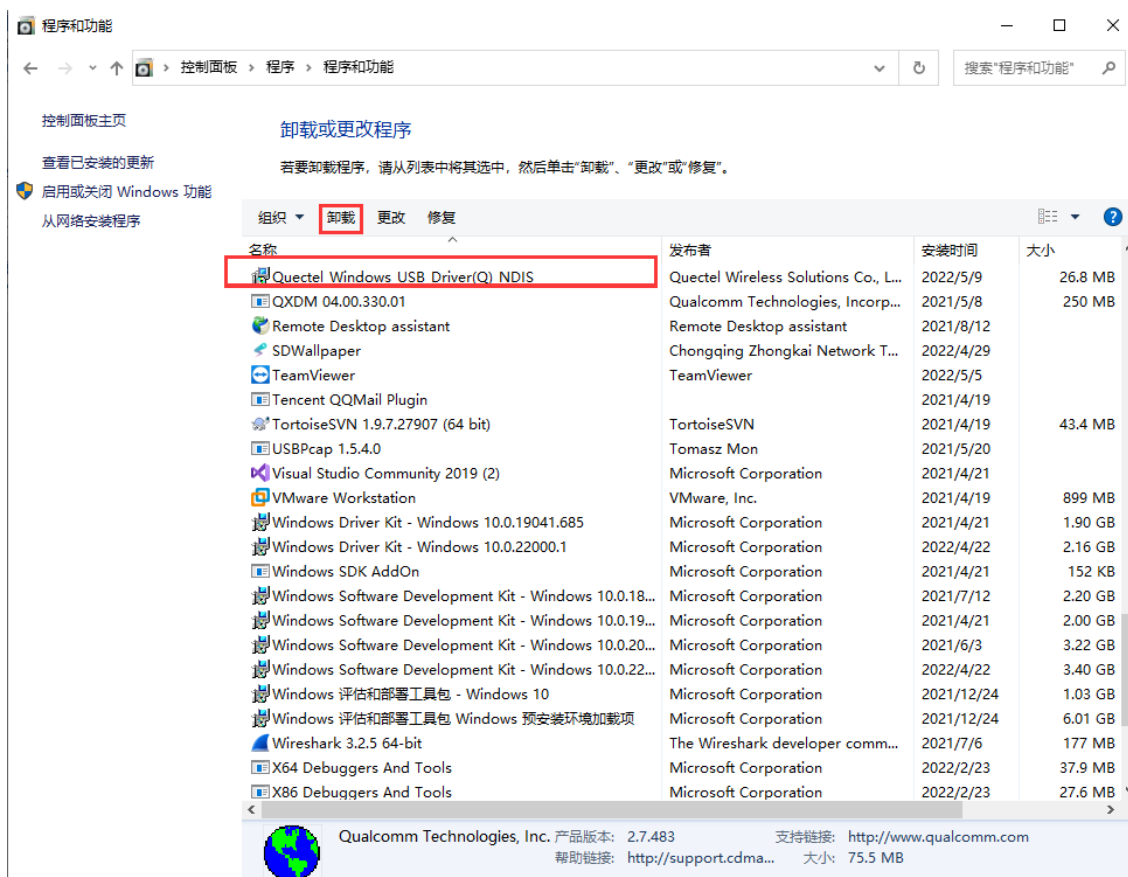 程序和功能
控制面板 > 程序 > 程序和功能
搜索"程序和功能"
控制面板主页
查看已安装的更新
启用或关闭 Windows 功能
从网络安装程序
卸载或更改程序
若要卸载程序，请从列表中将其选中，然后单击“卸载”、“更改”或“修复”。
组织 卸载 更改 修复
名称 发布者 安装时间 大小
Quectel Windows USB Driver(Q) NDIS Quectel Wireless Solutions Co., L... 2022/5/9 26.8 MB
QXDM 04.00.330.01 Qualcomm Technologies, Incorp... 2021/5/8 250 MB
Remote Desktop assistant Remote Desktop assistant 2021/8/12
SDWallpaper Chongqing Zhongkai Network T... 2022/4/29
TeamViewer TeamViewer 2022/5/5
Tencent QQMail Plugin 2021/4/19
TortoiseSVN 1.9.7.27907 (64 bit) TortoiseSVN 2021/4/19 43.4 MB
USBPcap 1.5.4.0 Tomasz Mon 2021/5/20
Visual Studio Community 2019 (2) Microsoft Corporation 2021/4/21
VMware Workstation VMware, Inc. 2021/4/19 899 MB
Windows Driver Kit - Windows 10.0.19041.685 Microsoft Corporation 2021/4/21 1.90 GB
Windows Driver Kit - Windows 10.0.22000.1 Microsoft Corporation 2022/4/22 2.16 GB
Windows SDK AddOn Microsoft Corporation 2021/4/21 152 KB
Windows Software Development Kit - Windows 10.0.18... Microsoft Corporation 2021/7/12 2.20 GB
Windows Software Development Kit - Windows 10.0.19... Microsoft Corporation 2021/4/21 2.00 GB
Windows Software Development Kit - Windows 10.0.20... Microsoft Corporation 2021/6/3 3.22 GB
Windows Software Development Kit - Windows 10.0.22... Microsoft Corporation 2022/4/22 3.40 GB
Windows 评估和部署工具包 - Windows 10 Microsoft Corporation 2021/12/24 1.03 GB
Windows 评估和部署工具包 Windows 预安装环境加载项 Microsoft Corporation 2021/12/24 6.01 GB
Wireshark 3.2.5 64-bit The Wireshark developer comm... 2021/7/6 177 MB
X64 Debuggers And Tools Microsoft Corporation 2022/2/23 37.9 MB
X86 Debuggers And Tools Microsoft Corporation 2022/2/23 27.6 MB
Qualcomm Technologies, Inc. 产品版本: 2.7.483 支持链接: http://www.qualcomm.com
帮助链接: http://support.cdma... 大小: 75.5 MB